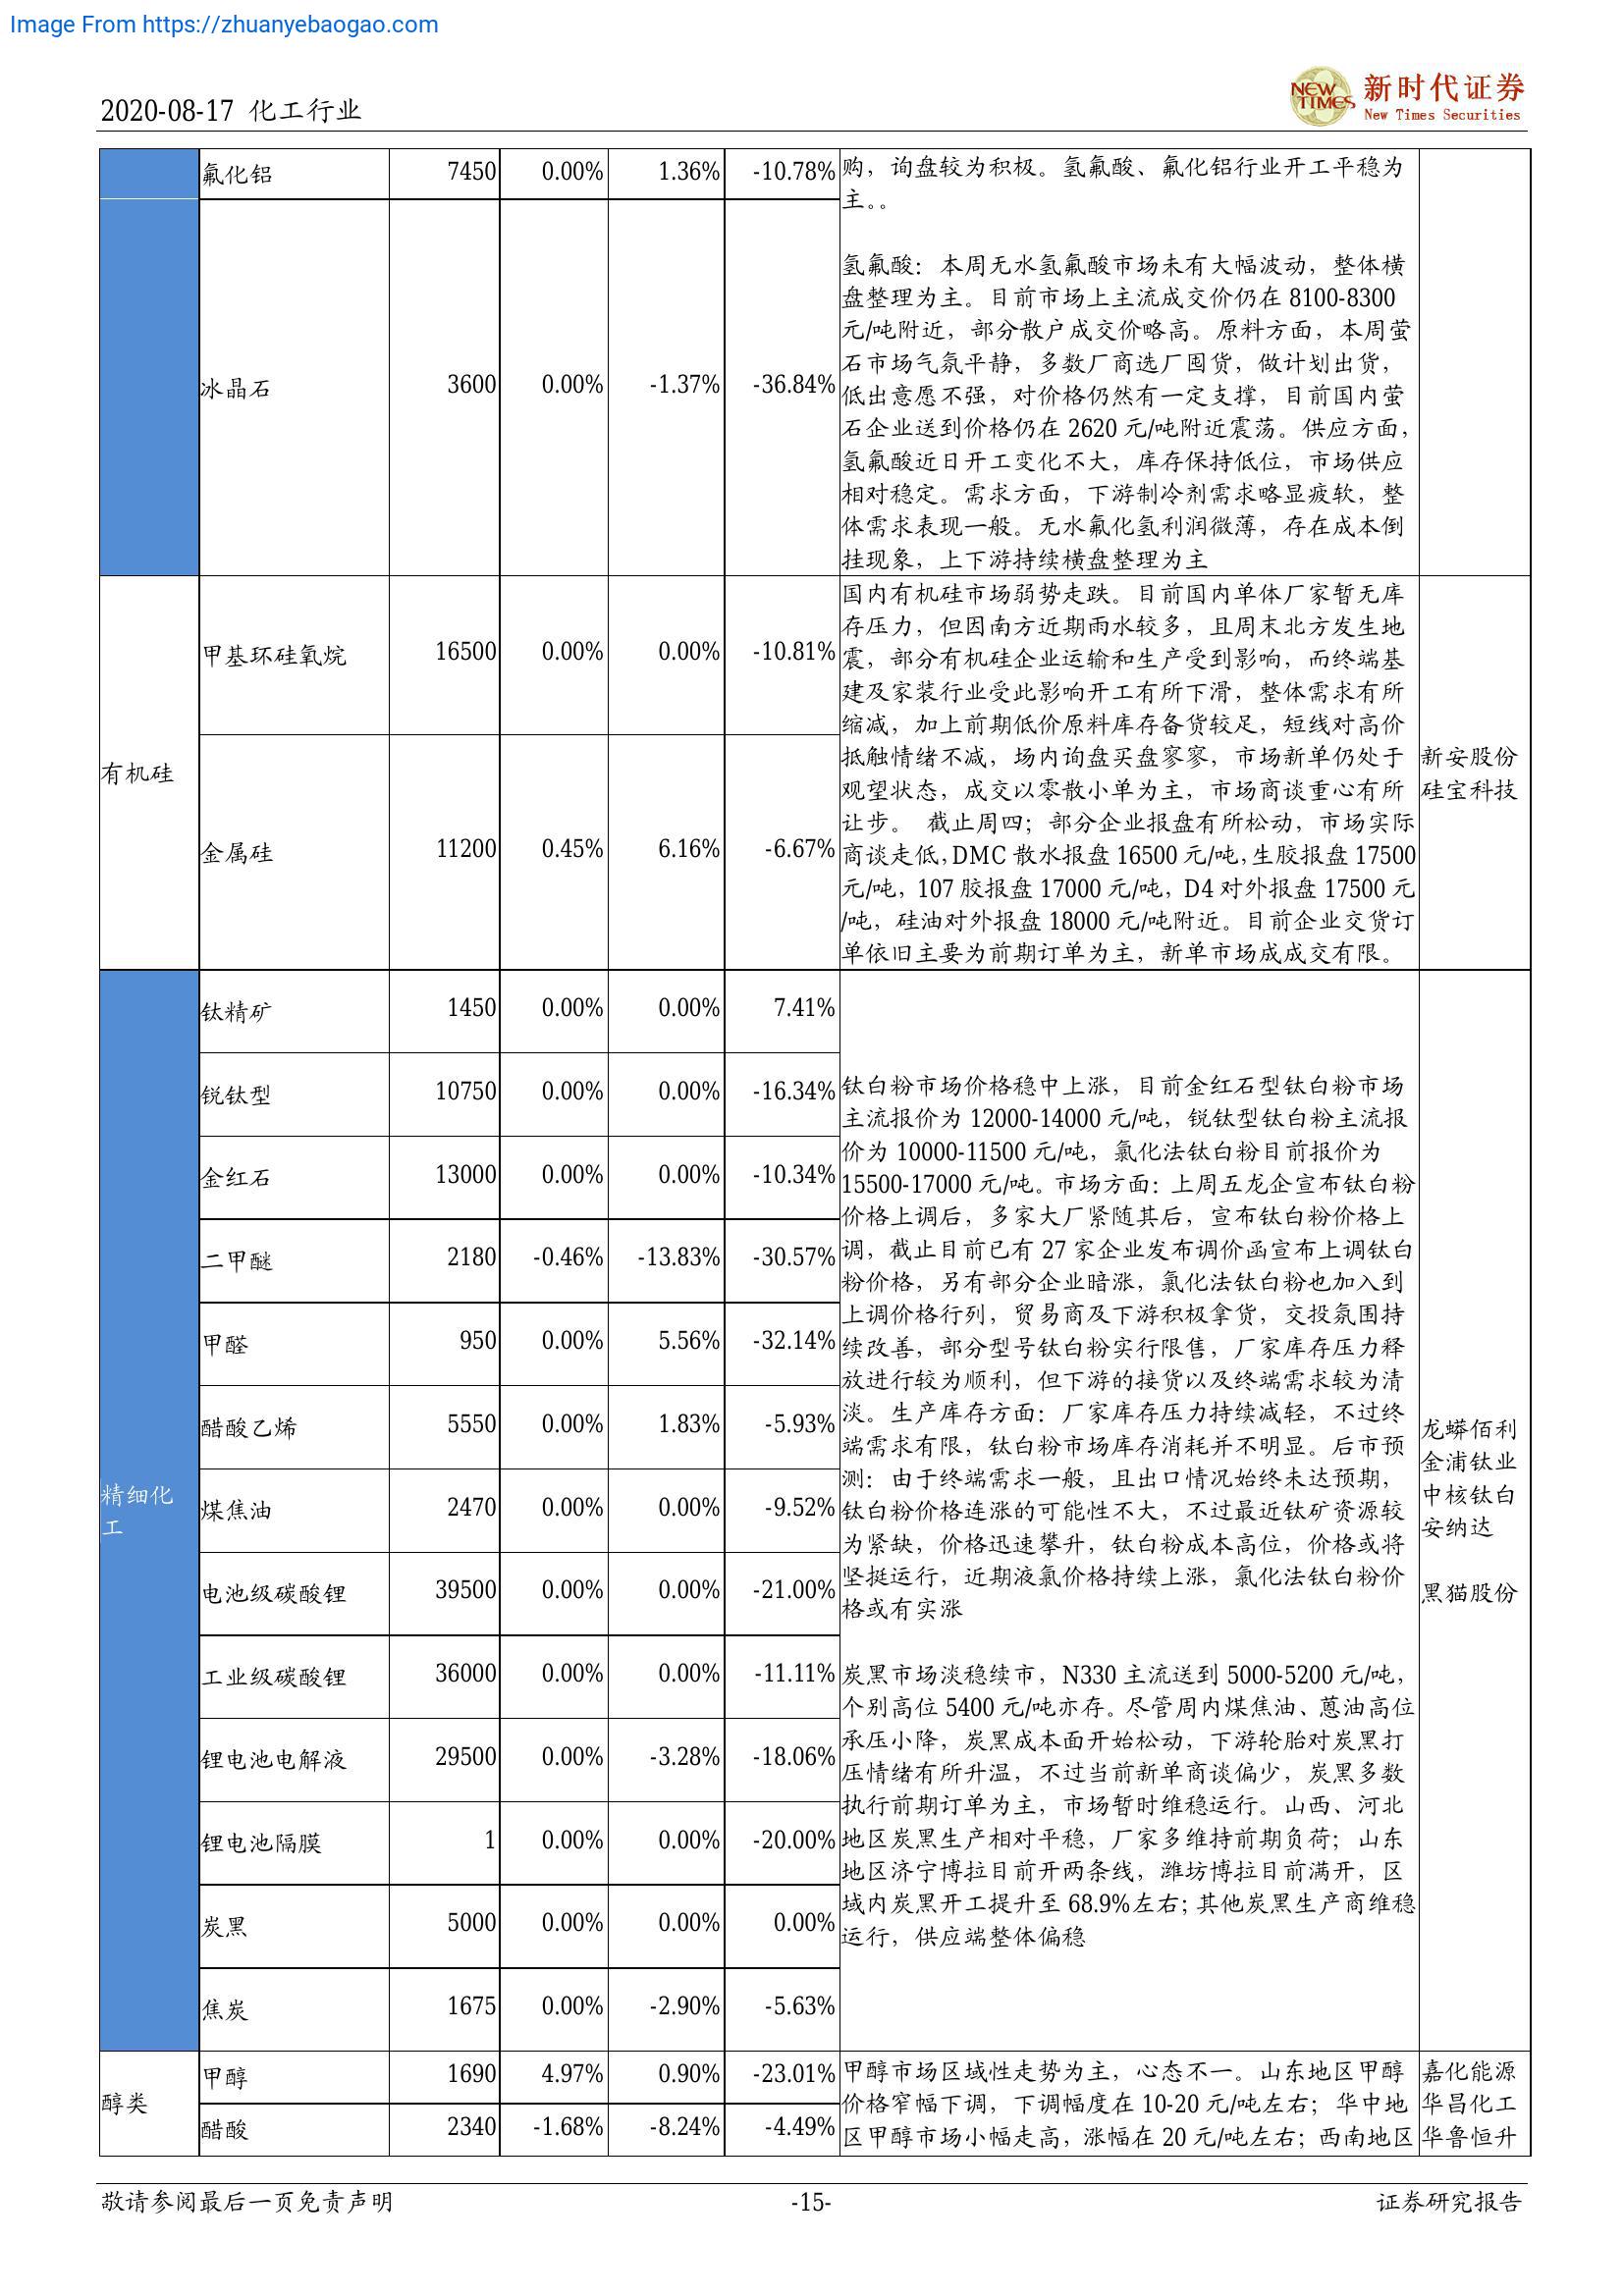 Image From https://zhuanyebaogao.com
2020-08-17 化工行业
NEW TIMES
新时代证券
New Times Securities
氟化铝 7450 0.00% 1.36% -10.78%
冰晶石 3600 0.00% -1.37% -36.84%
购，询盘较为积极。氢氟酸、氟化铝行业开工平稳为
主。。
氢氟酸：本周无水氢氟酸市场未有大幅波动，整体横
盘整理为主。目前市场上主流成交价仍在 8100-8300
元/吨附近，部分散户成交价略高。原料方面，本周萤
石市场气氛平静，多数厂商选厂囤货，做计划出货，
低出意愿不强，对价格仍然有一定支撑，目前国内萤
石企业送到价格仍在 2620 元/吨附近震荡。供应方面，
氢氟酸近日开工变化不大，库存保持低位，市场供应
相对稳定。需求方面，下游制冷剂需求略显疲软，整
体需求表现一般。无水氟化氢利润微薄，存在成本倒
挂现象，上下游持续横盘整理为主
有机硅
甲基环硅氧烷 16500 0.00% 0.00% -10.81%
金属硅 11200 0.45% 6.16% -6.67%
国内有机硅市场弱势走跌。目前国内单体厂家暂无库
存压力，但因南方近期雨水较多，且周末北方发生地
震，部分有机硅企业运输和生产受到影响，而终端基
建及家装行业受此影响开工有所下滑，整体需求有所
缩减，加上前期低价原料库存备货较足，短线对高价
抵触情绪不减，场内询盘买盘寥寥，市场新单仍处于
观望状态，成交以零散小单为主，市场商谈重心有所
让步。 截止周四；部分企业报盘有所松动，市场实际
商谈走低，DMC 散水报盘 16500 元/吨，生胶报盘 17500
元/吨，107 胶报盘 17000 元/吨，D4 对外报盘 17500 元
/吨，硅油对外报盘 18000 元/吨附近。目前企业交货订
单依旧主要为前期订单为主，新单市场成成交有限。
新安股份
硅宝科技
精细化
工
钛精矿 1450 0.00% 0.00% 7.41%
锐钛型 10750 0.00% 0.00% -16.34%
金红石 13000 0.00% 0.00% -10.34%
二甲醚 2180 -0.46% -13.83% -30.57%
甲醛 950 0.00% 5.56% -32.14%
醋酸乙烯 5550 0.00% 1.83% -5.93%
煤焦油 2470 0.00% 0.00% -9.52%
电池级碳酸锂 39500 0.00% 0.00% -21.00%
工业级碳酸锂 36000 0.00% 0.00% -11.11%
锂电池电解液 29500 0.00% -3.28% -18.06%
锂电池隔膜 1 0.00% 0.00% -20.00%
炭黑 5000 0.00% 0.00% 0.00%
焦炭 1675 0.00% -2.90% -5.63%
钛白粉市场价格稳中上涨，目前金红石型钛白粉市场
主流报价为 12000-14000 元/吨，锐钛型钛白粉主流报
价为 10000-11500 元/吨，氯化法钛白粉目前报价为
15500-17000 元/吨。市场方面：上周五龙企宣布钛白粉
价格上调后，多家大厂紧随其后，宣布钛白粉价格上
调，截止目前已有 27 家企业发布调价函宣布上调钛白
粉价格，另有部分企业暗涨，氯化法钛白粉也加入到
上调价格行列，贸易商及下游积极拿货，交投氛围持
续改善，部分型号钛白粉实行限售，厂家库存压力释
放进行较为顺利，但下游的接货以及终端需求较为清
淡。生产库存方面：厂家库存压力持续减轻，不过终
端需求有限，钛白粉市场库存消耗并不明显。后市预
测：由于终端需求一般，且出口情况始终未达预期，
钛白粉价格连涨的可能性不大，不过最近钛矿资源较
为紧缺，价格迅速攀升，钛白粉成本高位，价格或将
坚挺运行，近期液氯价格持续上涨，氯化法钛白粉价
格或有实涨
炭黑市场淡稳续市，N330 主流送到 5000-5200 元/吨，
个别高位 5400 元/吨亦存。尽管周内煤焦油、蒽油高位
承压小降，炭黑成本面开始松动，下游轮胎对炭黑打
压情绪有所升温，不过当前新单商谈偏少，炭黑多数
执行前期订单为主，市场暂时维稳运行。山西、河北
地区炭黑生产相对平稳，厂家多维持前期负荷；山东
地区济宁博拉目前开两条线，潍坊博拉目前满开，区
域内炭黑开工提升至 68.9%左右；其他炭黑生产商维稳
运行，供应端整体偏稳
龙蟒佰利
金浦钛业
中核钛白
安纳达
黑猫股份
醇类
甲醇 1690 4.97% 0.90% -23.01%
醋酸 2340 -1.68% -8.24% -4.49%
甲醇市场区域性走势为主，心态不一。山东地区甲醇
价格窄幅下调，下调幅度在 10-20 元/吨左右；华中地
区甲醇市场小幅走高，涨幅在 20 元/吨左右；西南地区
嘉化能源
华昌化工
华鲁恒升
敬请参阅最后一页免责声明
-15-
证券研究报告